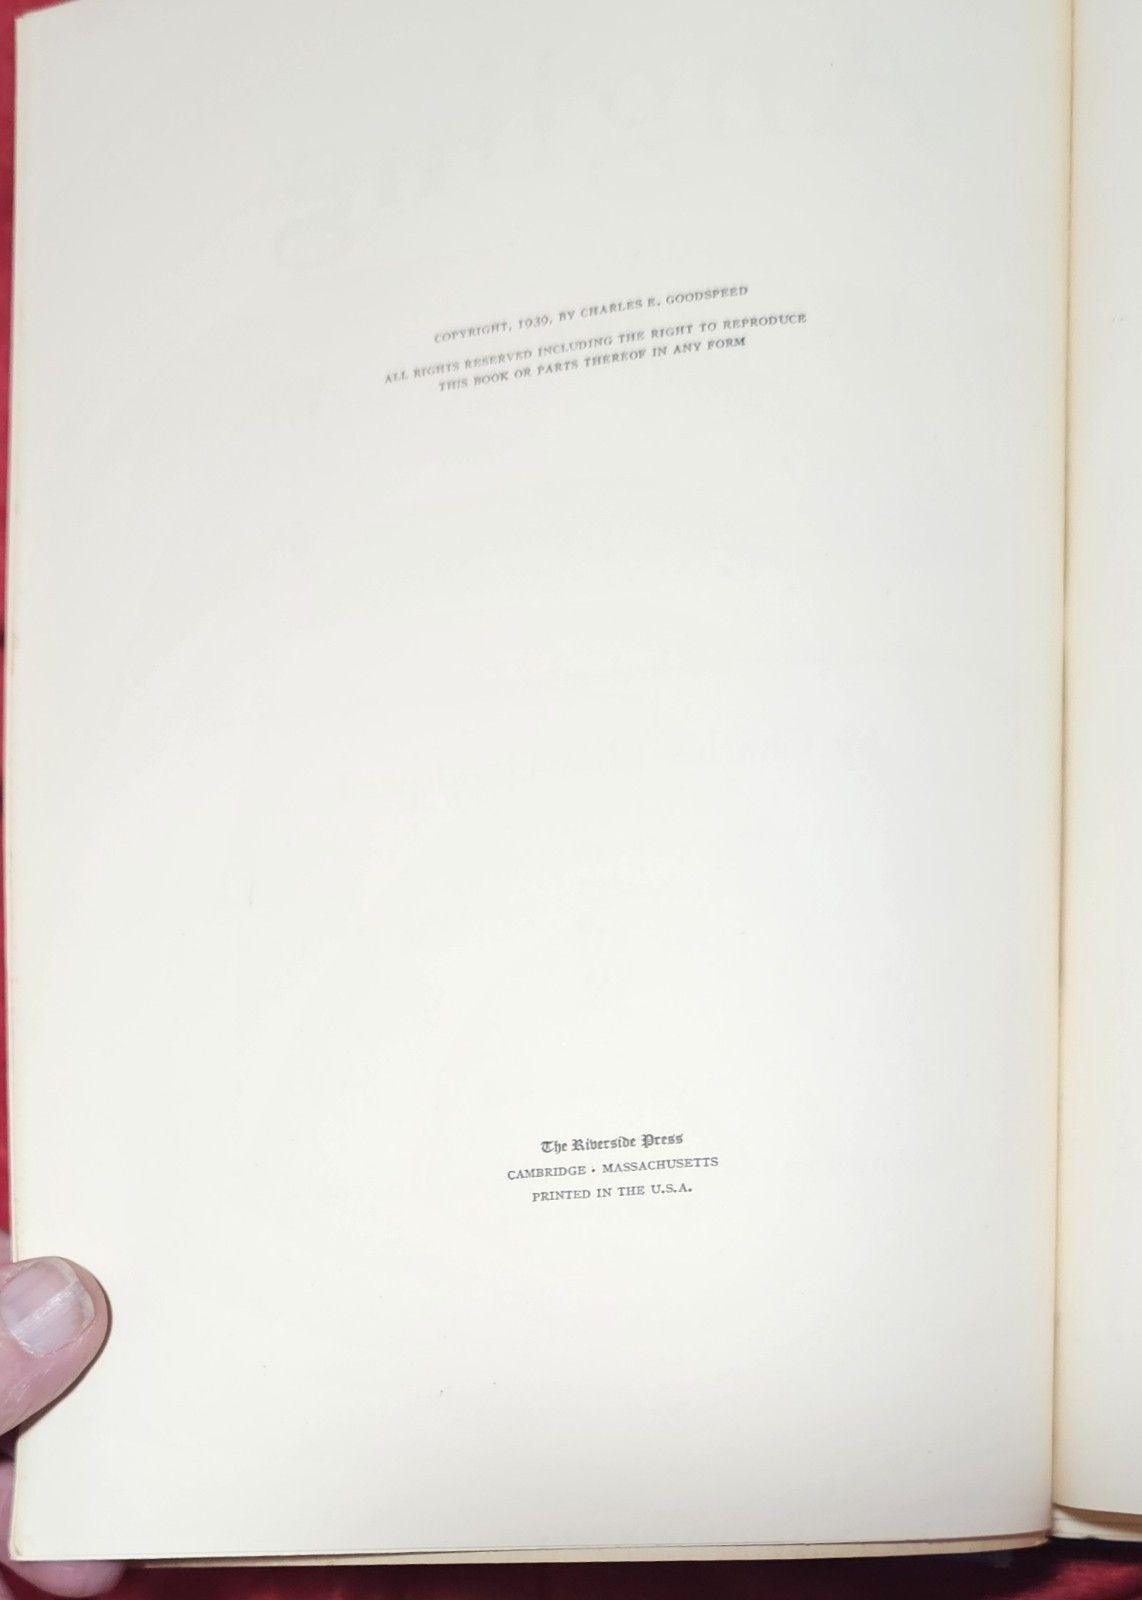 COPYRIGHT, 1939, BY CHARLES E. GOODSPEED
ALL RIGHTS RESERVED INCLUDING THE RIGHT TO REPRODUCE
THIS BOOK OR PARTS THEREOF IN ANY FORM
The Riverside Press
CAMBRIDGE · MASSACHUSETTS
PRINTED IN THE U.S.A.